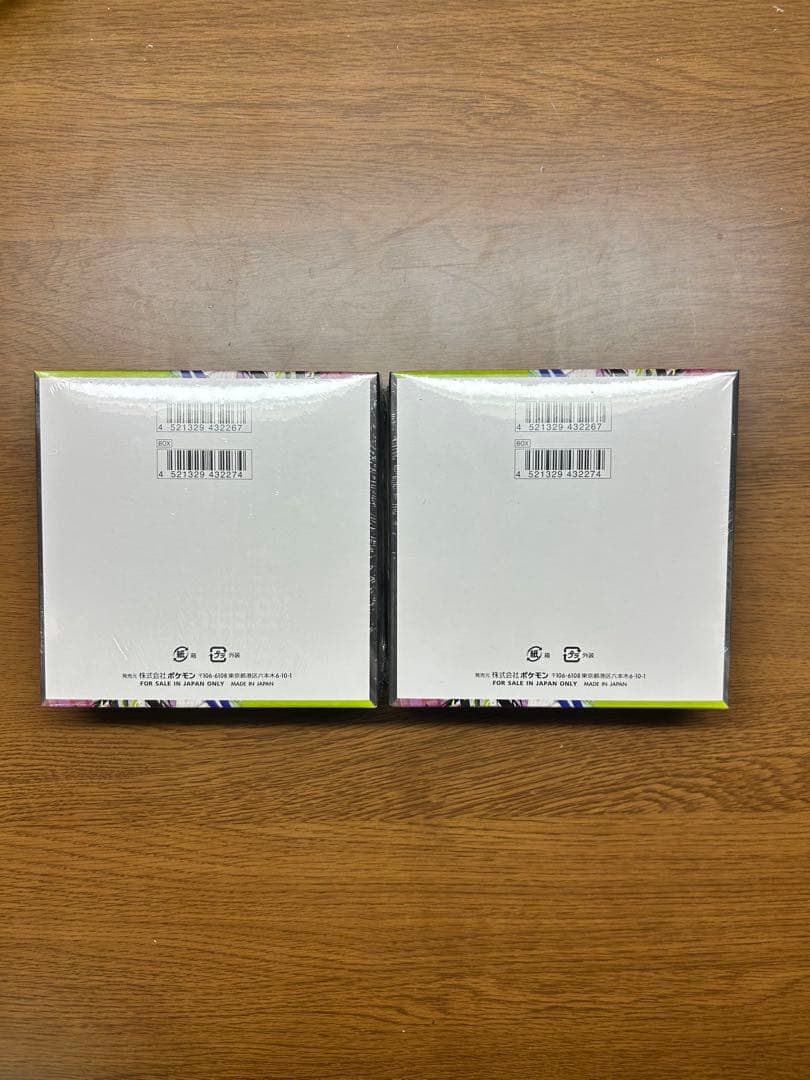 4 521329 432267
BOX
4 521329 432274
紙 箱 プラ 外装
発売元 株式会社ポケモン 〒106-6108 東京都港区六本木6-10-1
FOR SALE IN JAPAN ONLY MADE IN JAPAN
4 521329 432267
BOX
4 521329 432274
紙 箱 プラ 外装
発売元 株式会社ポケモン 〒106-6108 東京都港区六本木6-10-1
FOR SALE IN JAPAN ONLY MADE IN JAPAN